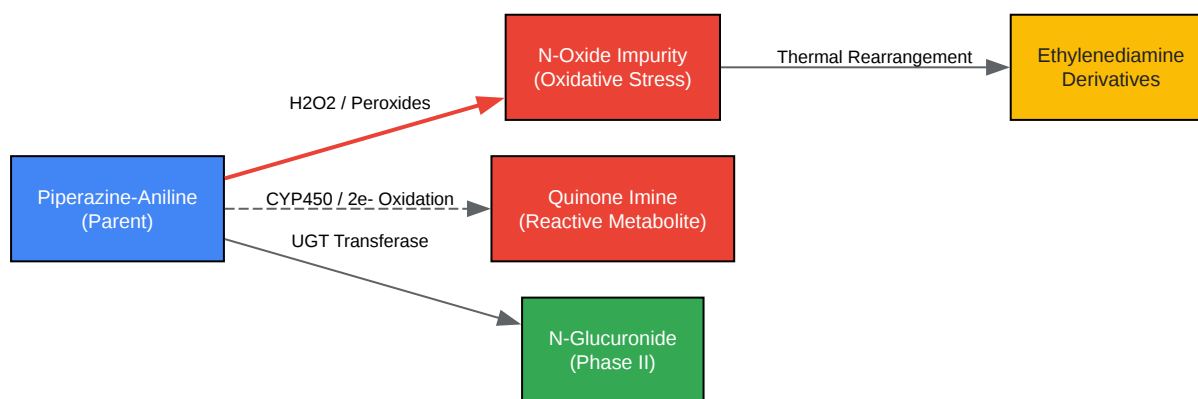 N-Oxide Impurity
(Oxidative Stress)
Thermal Rearrangement
Ethylenediamine
Derivatives
H2O2 / Peroxides
Piperazine-Aniline
(Parent)
CYP450 / 2e- Oxidation
Quinone Imine
(Reactive Metabolite)
UGT Transferase
N-Glucuronide
(Phase II)